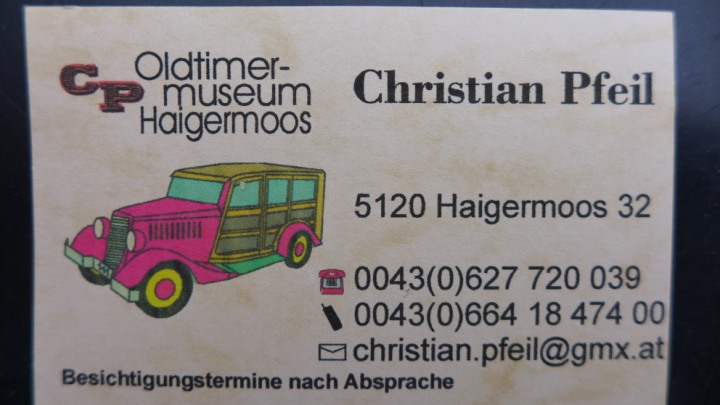 CP
Oldtimer-
museum
Haigermoos
Christian Pfeil
5120 Haigermoos 32
0043(0)627 720 039
0043(0)664 18 474 00
christian.pfeil@gmx.at
Besichtigungstermine nach Absprache